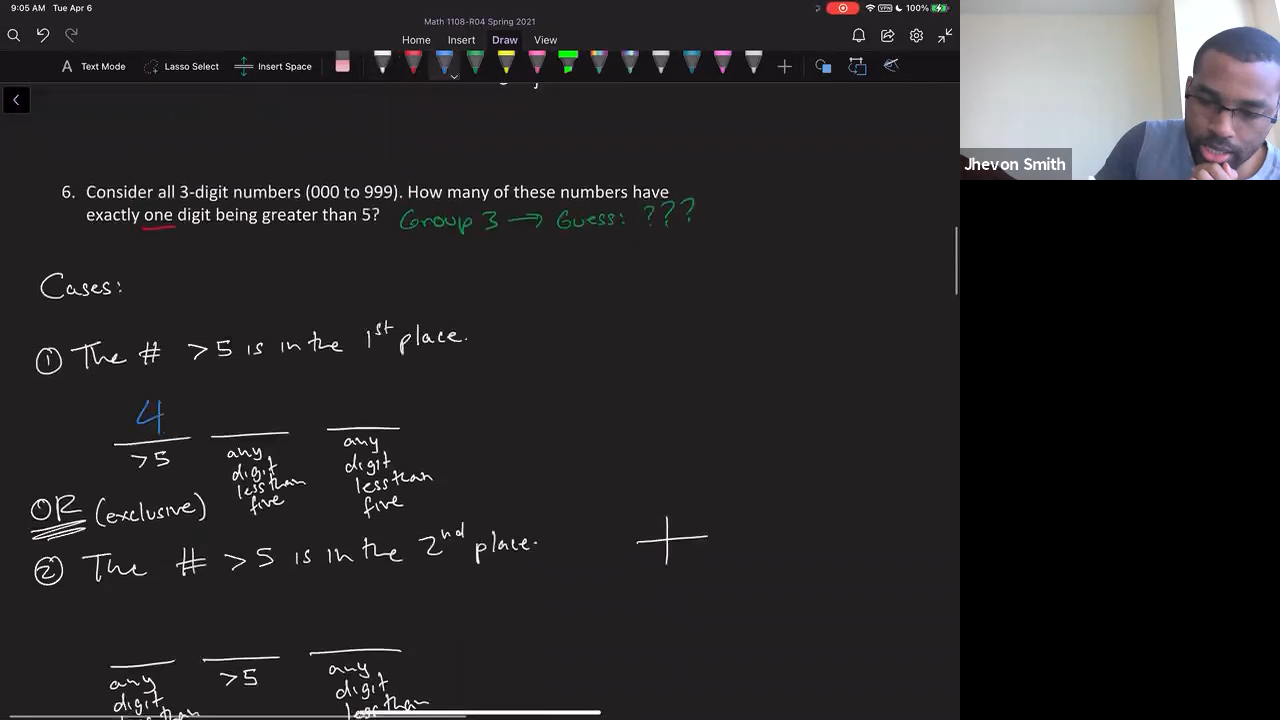 9:05 AM Tue Apr 6
100%
Math 1108-R04 Spring 2021
Home Insert Draw View
Text Mode Lasso Select Insert Space
6. Consider all 3-digit numbers (000 to 999). How many of these numbers have
exactly one digit being greater than 5? Group 3 → Guess: ???
Cases:
① The # >5 is in the 1st place.
4
>5 any digit less than five any digit less than five
OR (exclusive)
② The # >5 is in the 2nd place.
any digit less than >5 any digit less than
Jhevon Smith